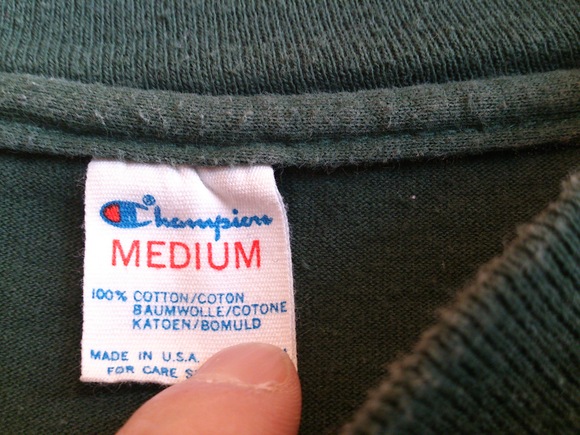 Champion®
MEDIUM
100% COTTON/COTON
BAUMWOLLE/COTONE
KATOEN/BOMULD
MADE IN U.S.A.
FOR CARE